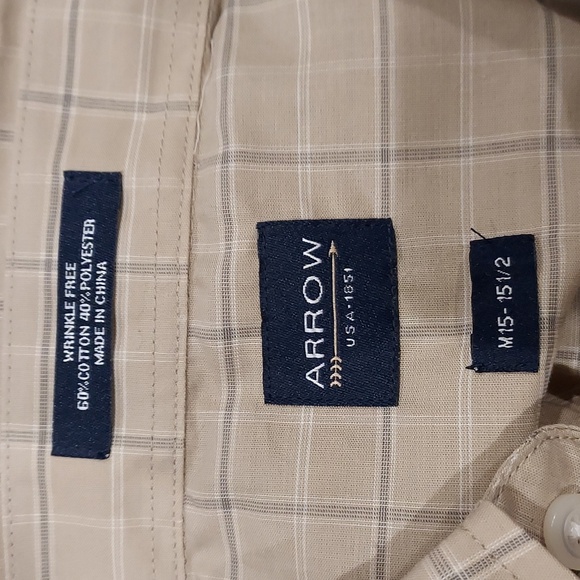 WRINKLE FREE
60% COTTON 40% POLYESTER
MADE IN CHINA
ARROW
USA · 1851
M15 - 15 1/2